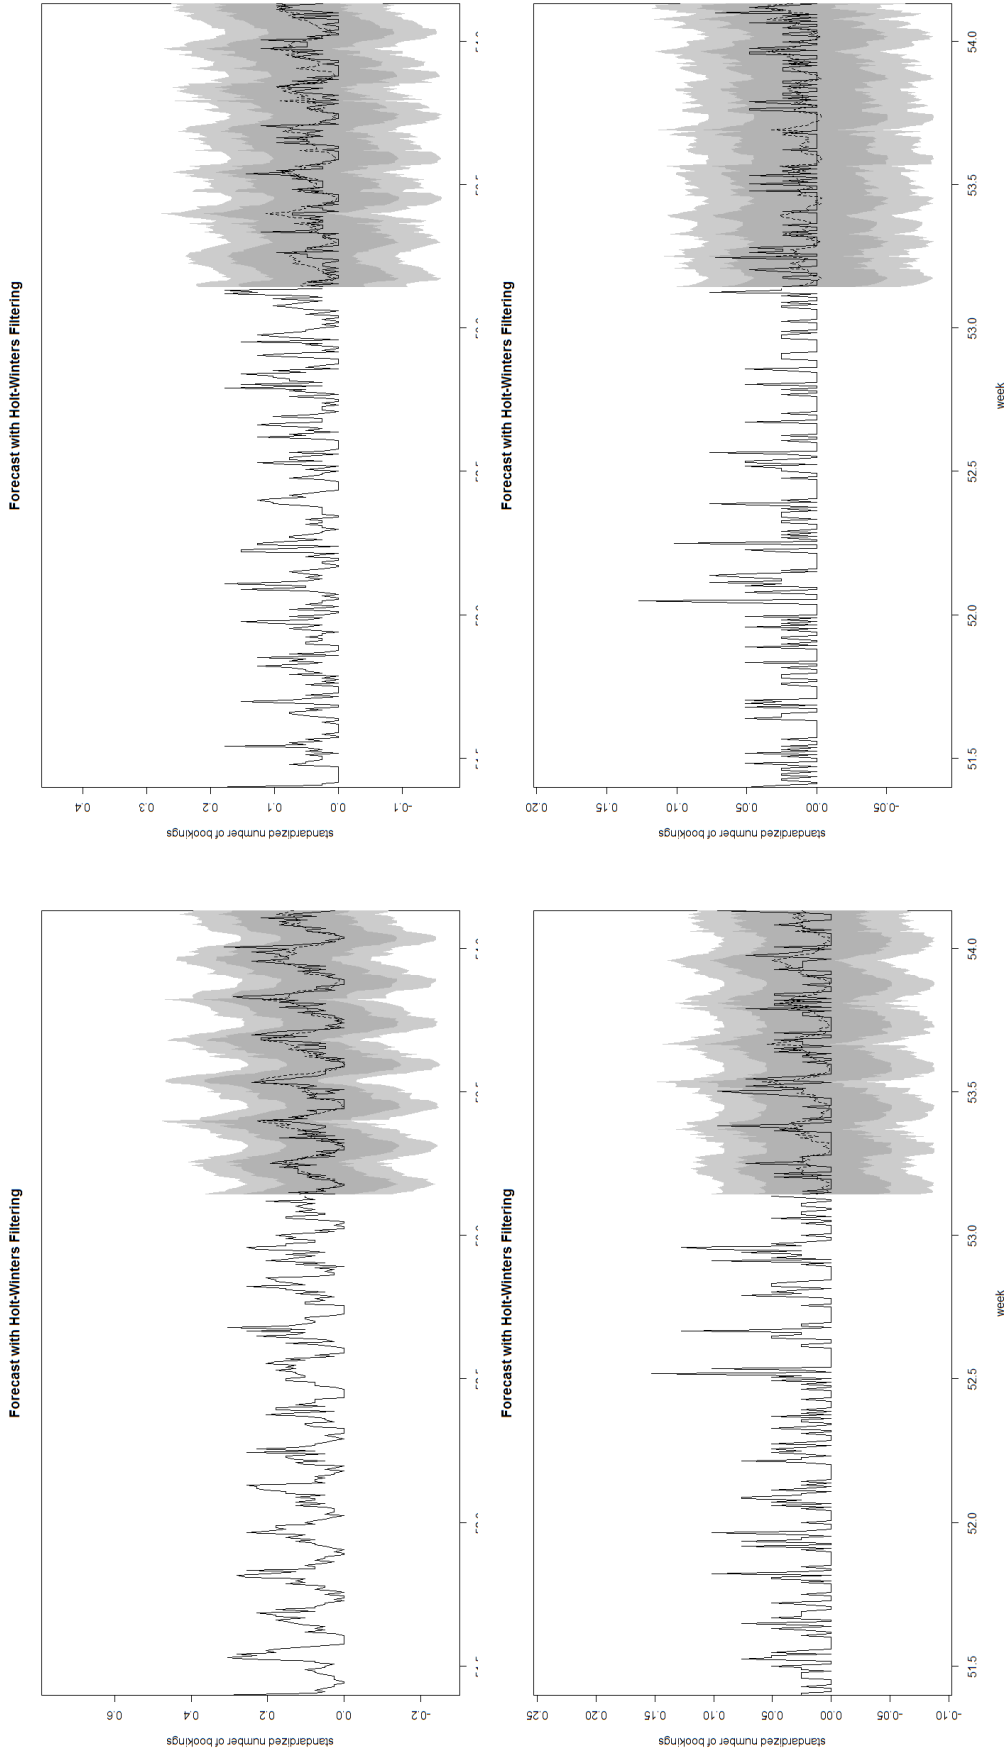 Forecast with Holt-Winters Filtering
standardized number of bookings
0.6
0.4
0.2
0.0
-0.2
Forecast with Holt-Winters Filtering
standardized number of bookings
0.4
0.3
0.2
0.1
0.0
-0.1
Forecast with Holt-Winters Filtering
standardized number of bookings
0.25
0.20
0.15
0.10
0.05
0.00
-0.05
-0.10
51.5 52.0 52.5 53.0 53.5 54.0
week
Forecast with Holt-Winters Filtering
standardized number of bookings
0.20
0.15
0.10
0.05
0.00
-0.05
51.5 52.0 52.5 53.0 53.5 54.0
week